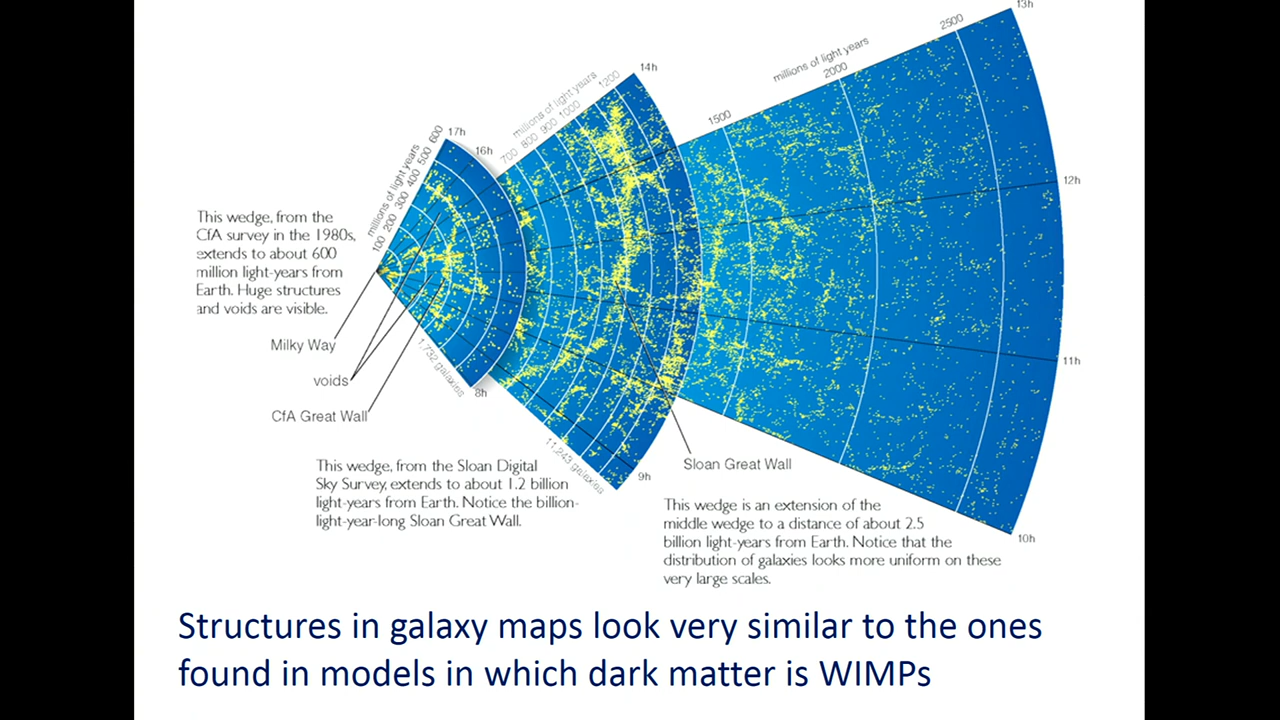 13h
2500
millions of light years
2000
14h
1200
millions of light years
1000
900
800
700
1500
17h
16h
600
500
400
300
200
100
millions of light years
12h
This wedge, from the
CfA survey in the 1980s,
extends to about 600
million light-years from
Earth. Huge structures
and voids are visible.
Milky Way
voids
CfA Great Wall
1,732 galaxies
8h
11h
This wedge, from the Sloan Digital
Sky Survey, extends to about 1.2 billion
light-years from Earth. Notice the billion-
light-year-long Sloan Great Wall.
11,243 galaxies
9h
Sloan Great Wall
This wedge is an extension of the
middle wedge to a distance of about 2.5
billion light-years from Earth. Notice that the
distribution of galaxies looks more uniform on these
very large scales.
10h
Structures in galaxy maps look very similar to the ones
found in models in which dark matter is WIMPs